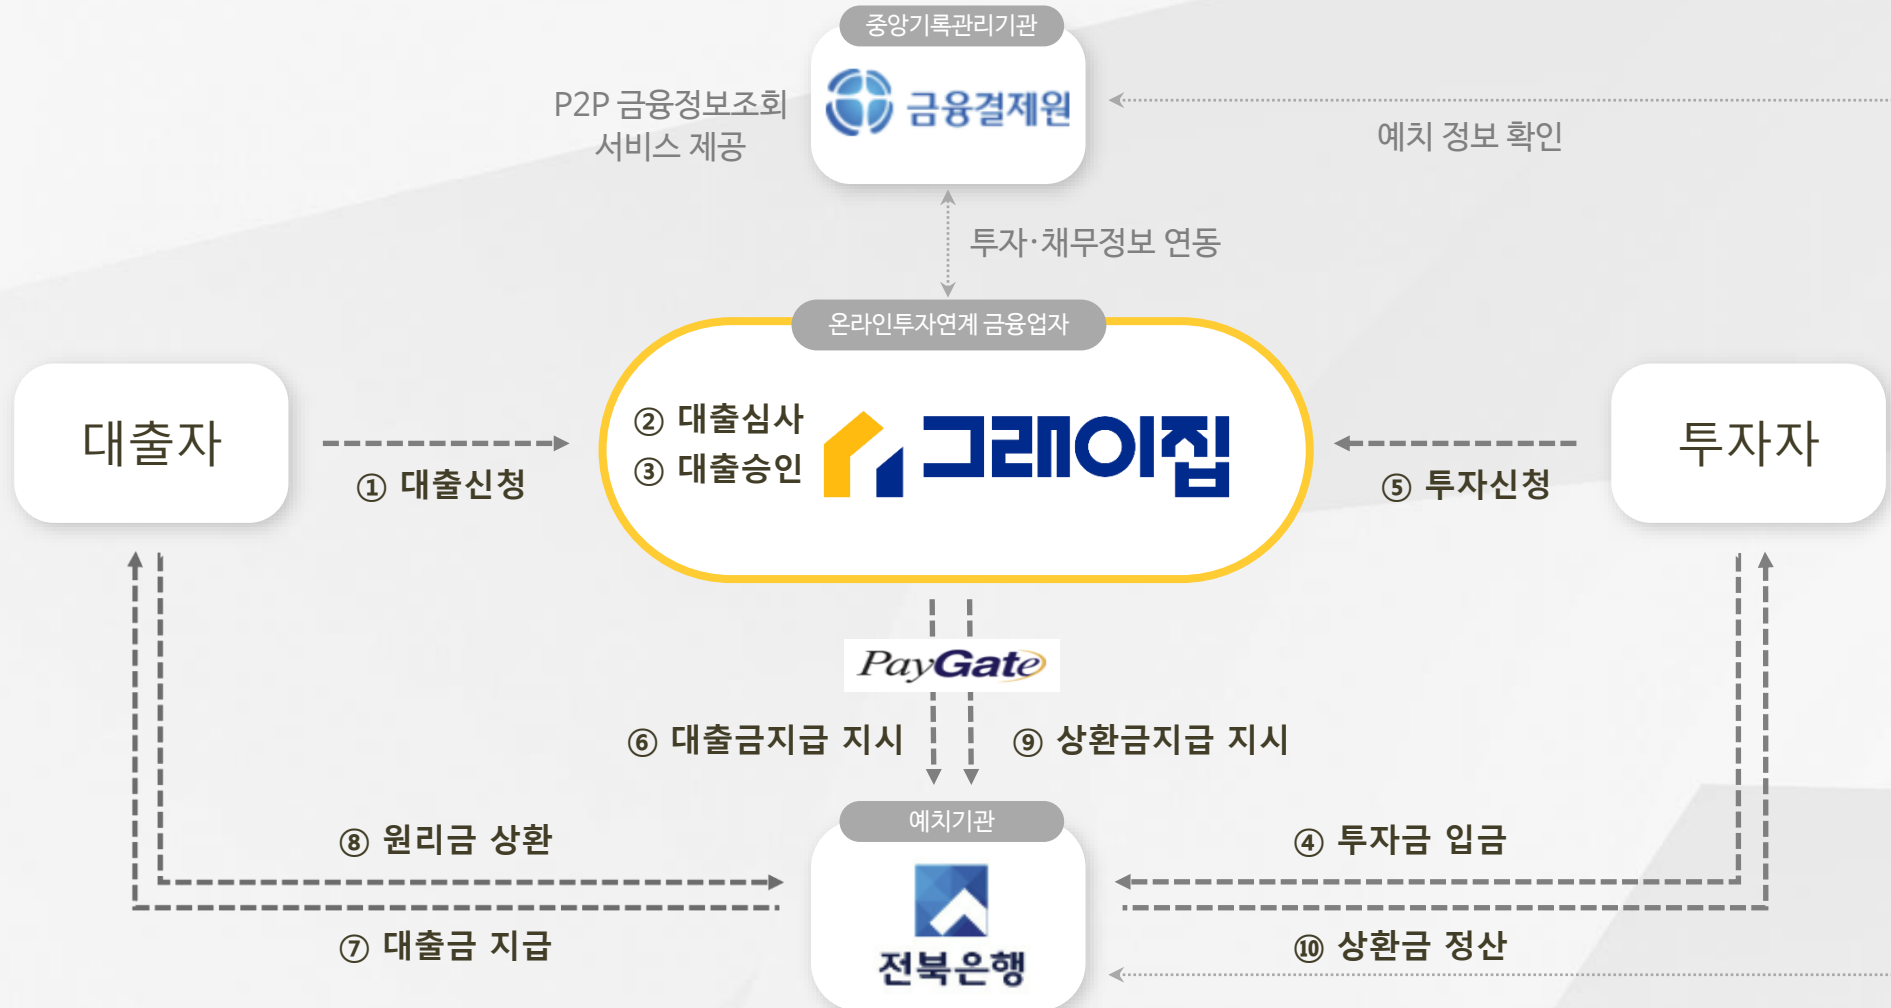 중앙기록관리기관
금융결제원
P2P 금융정보조회
서비스 제공
예치 정보 확인
투자·채무정보 연동
온라인투자연계 금융업자
② 대출심사
③ 대출승인
그레이집
대출자
① 대출신청
투자자
⑤ 투자신청
PayGate
⑥ 대출금지급 지시
⑨ 상환금지급 지시
예치기관
전북은행
⑧ 원리금 상환
⑦ 대출금 지급
④ 투자금 입금
⑩ 상환금 정산